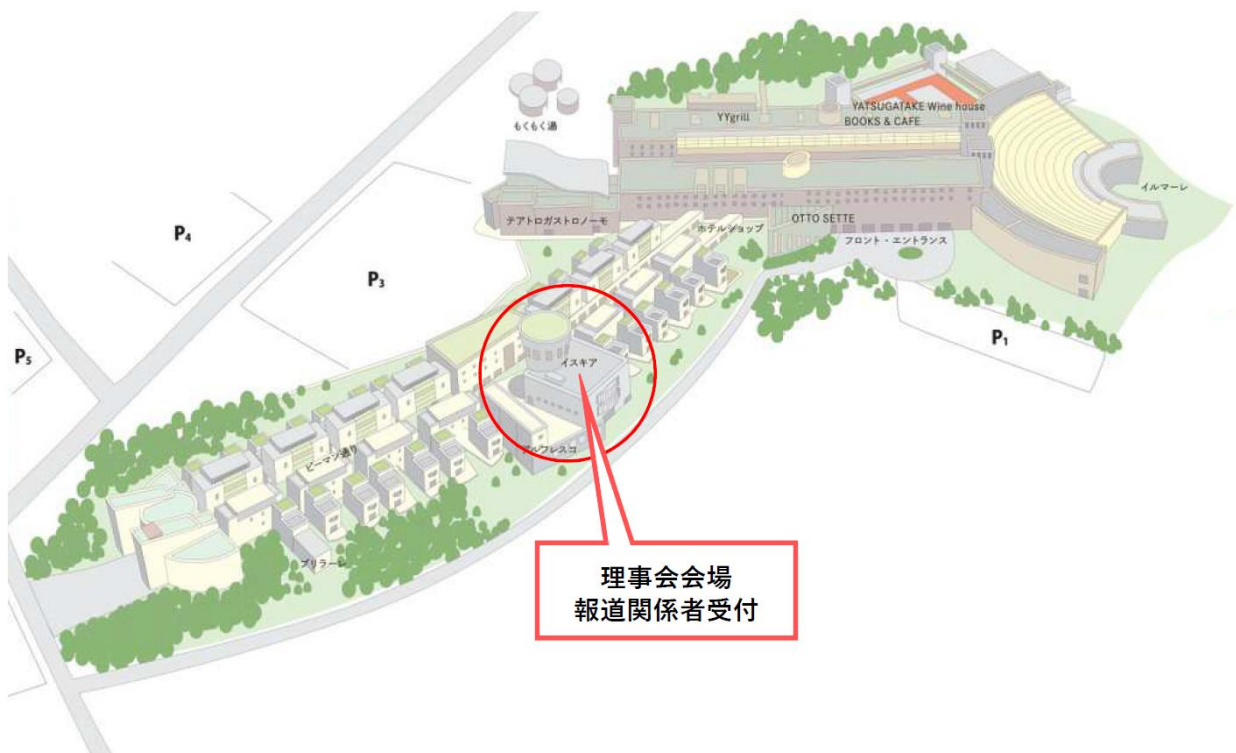 もくもく湯
YYgrill
YATSUGATAKE Wine house
BOOKS & CAFE
イルマーレ
テアトロガストロノーモ
ホテルショップ
OTTO SETTE
フロント・エントランス
P4
P3
P5
P1
イスキア
アルフレスコ
ピーマン通り
ブリラーレ
理事会会場
報道関係者受付